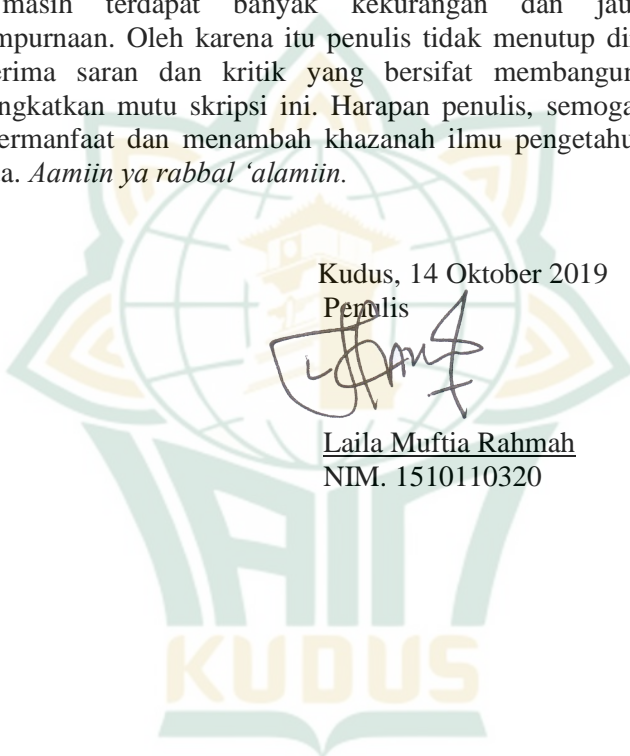 masih terdapat banyak kekurangan dan jau
mpurnaan. Oleh karena itu penulis tidak menutup di
erima saran dan kritik yang bersifat membangun
ngkatkan mutu skripsi ini. Harapan penulis, semoga
ermanfaat dan menambah khazanah ilmu pengetahu
a. Aamiin ya rabbal ‘alamiin.
Kudus, 14 Oktober 2019
Penulis
Laila Muftia Rahmah
NIM. 1510110320
IAIN
KUDUS